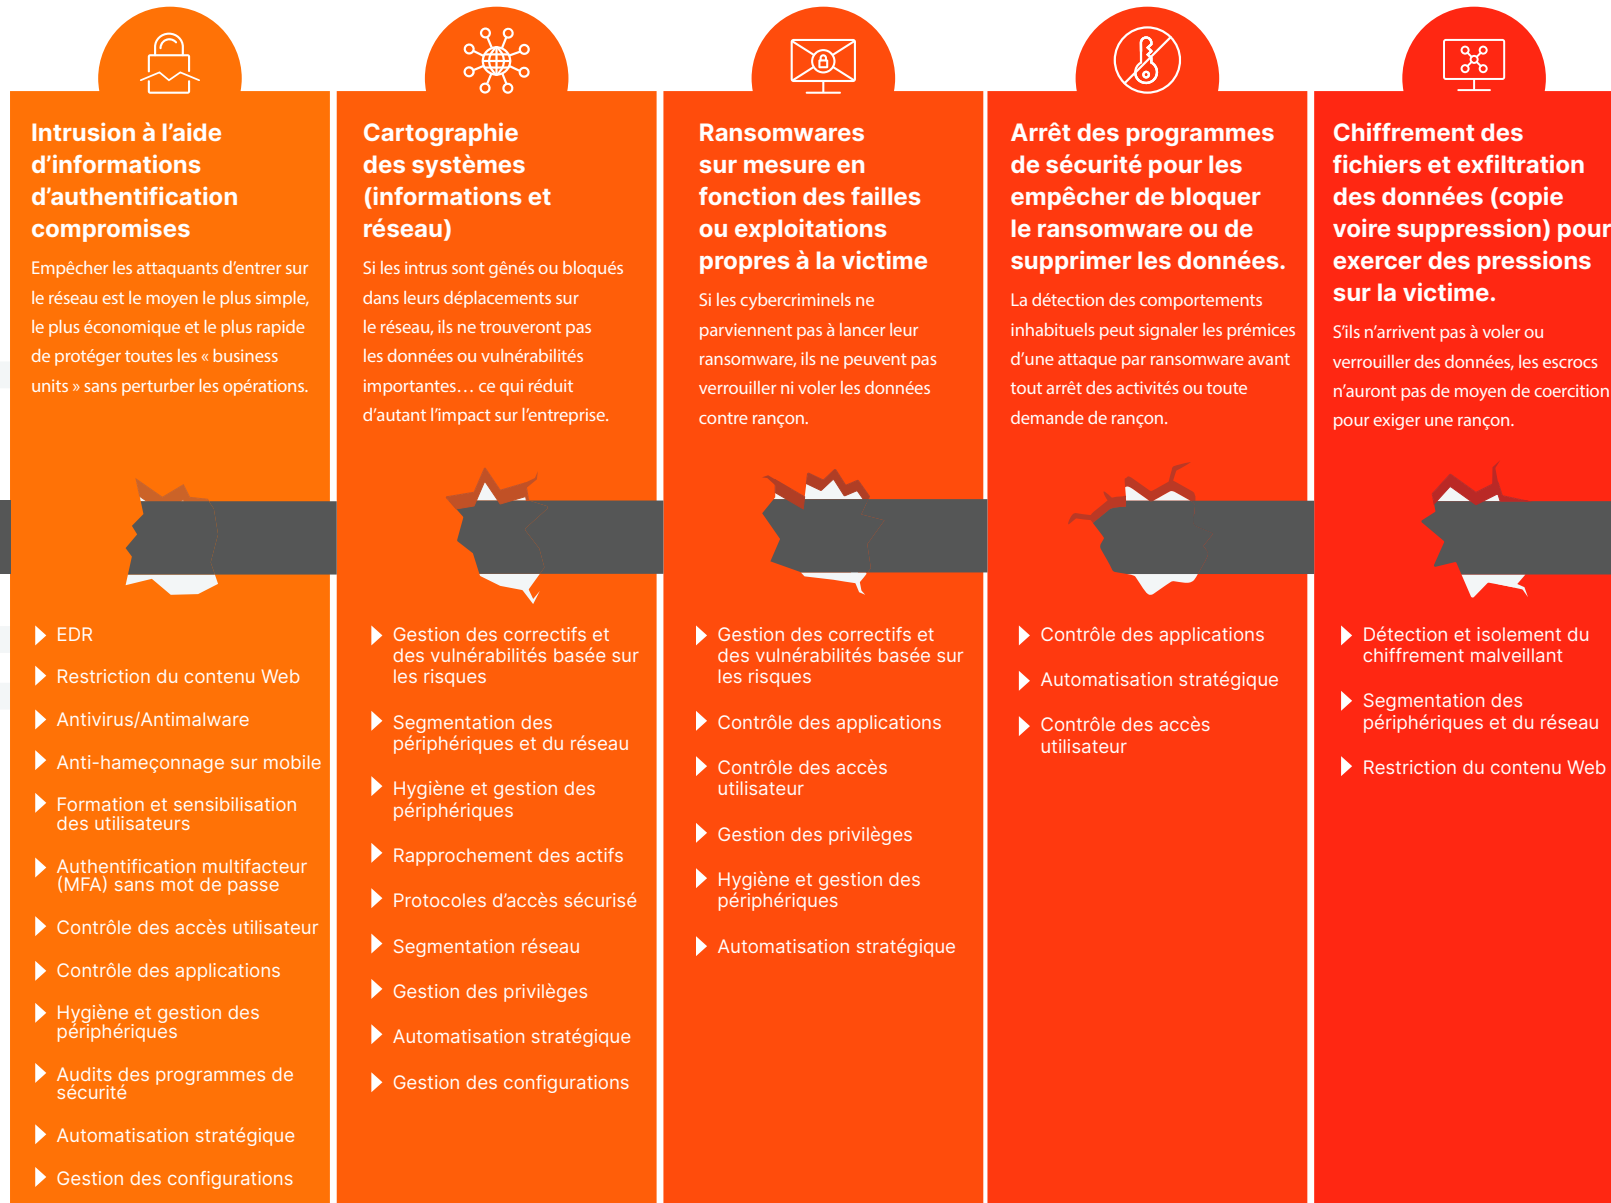 Intrusion à l’aide
d’informations
d’authentification
compromises
Empêcher les attaquants d’entrer sur
le réseau est le moyen le plus simple,
le plus économique et le plus rapide
de protéger toutes les « business
units » sans perturber les opérations.
EDR
Restriction du contenu Web
Antivirus/Antimalware
Anti-hameçonnage sur mobile
Formation et sensibilisation
des utilisateurs
Authentification multifacteur
(MFA) sans mot de passe
Contrôle des accès utilisateur
Contrôle des applications
Hygiène et gestion des
périphériques
Audits des programmes de
sécurité
Automatisation stratégique
Gestion des configurations
Cartographie
des systèmes
(informations et
réseau)
Si les intrus sont gênés ou bloqués
dans leurs déplacements sur
le réseau, ils ne trouveront pas
les données ou vulnérabilités
importantes… ce qui réduit
d’autant l’impact sur l’entreprise.
Gestion des correctifs et
des vulnérabilités basée sur
les risques
Segmentation des
périphériques et du réseau
Hygiène et gestion des
périphériques
Rapprochement des actifs
Protocoles d’accès sécurisé
Segmentation réseau
Gestion des privilèges
Automatisation stratégique
Gestion des configurations
Ransomwares
sur mesure en
fonction des failles
ou exploitations
propres à la victime
Si les cybercriminels ne
parviennent pas à lancer leur
ransomware, ils ne peuvent pas
verrouiller ni voler les données
contre rançon.
Gestion des correctifs et
des vulnérabilités basée sur
les risques
Contrôle des applications
Contrôle des accès
utilisateur
Gestion des privilèges
Hygiène et gestion des
périphériques
Automatisation stratégique
Arrêt des programmes
de sécurité pour les
empêcher de bloquer
le ransomware ou de
supprimer les données.
La détection des comportements
inhabituels peut signaler les prémices
d’une attaque par ransomware avant
tout arrêt des activités ou toute
demande de rançon.
Contrôle des applications
Automatisation stratégique
Contrôle des accès
utilisateur
Chiffrement des
fichiers et exfiltration
des données (copie
voire suppression) pour
exercer des pressions
sur la victime.
S’ils n’arrivent pas à voler ou
verrouiller des données, les escrocs
n’auront pas de moyen de coercition
pour exiger une rançon.
Détection et isolement du
chiffrement malveillant
Segmentation des
périphériques et du réseau
Restriction du contenu Web